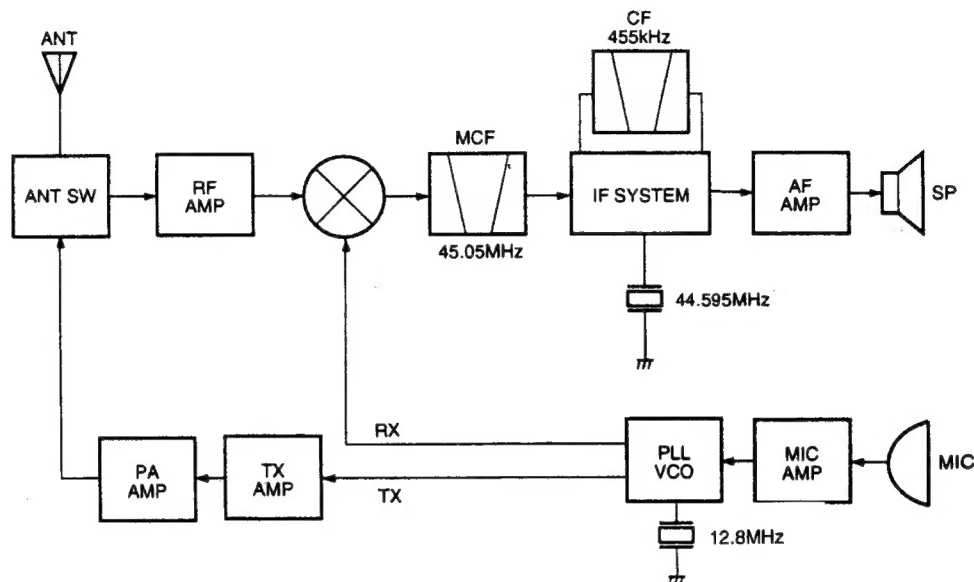 CF
455kHz
ANT
MCF
ANT SW
RF
AMP
IF SYSTEM
AF
AMP
SP
45.05MHz
44.595MHz
RX
PA
AMP
TX
AMP
TX
PLL
VCO
MIC
AMP
MIC
12.8MHz